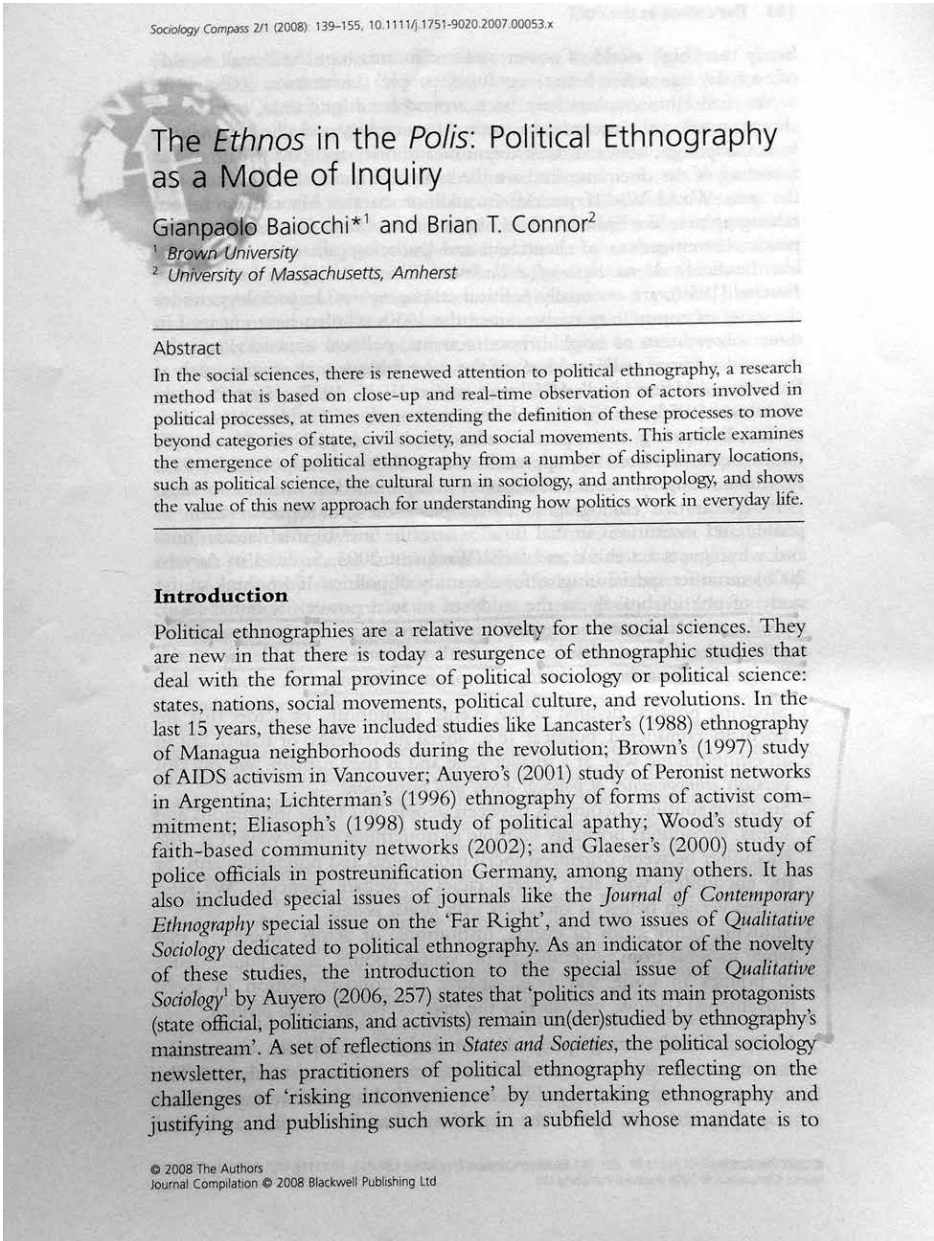 Sociology Compass 2/1 (2008): 139–155, 10.1111/j.1751-9020.2007.00053.x
The Ethnos in the Polis: Political Ethnography
as a Mode of Inquiry
Gianpaolo Baiocchi*1 and Brian T. Connor2
1 Brown University
2 University of Massachusetts, Amherst
Abstract
In the social sciences, there is renewed attention to political ethnography, a research
method that is based on close-up and real-time observation of actors involved in
political processes, at times even extending the definition of these processes to move
beyond categories of state, civil society, and social movements. This article examines
the emergence of political ethnography from a number of disciplinary locations,
such as political science, the cultural turn in sociology, and anthropology, and shows
the value of this new approach for understanding how politics work in everyday life.
Introduction
Political ethnographies are a relative novelty for the social sciences. They
are new in that there is today a resurgence of ethnographic studies that
deal with the formal province of political sociology or political science:
states, nations, social movements, political culture, and revolutions. In the
last 15 years, these have included studies like Lancaster's (1988) ethnography
of Managua neighborhoods during the revolution; Brown's (1997) study
of AIDS activism in Vancouver; Auyero's (2001) study of Peronist networks
in Argentina; Lichterman's (1996) ethnography of forms of activist com-
mitment; Eliasoph's (1998) study of political apathy; Wood's study of
faith-based community networks (2002); and Glaeser's (2000) study of
police officials in postreunification Germany, among many others. It has
also included special issues of journals like the Journal of Contemporary
Ethnography special issue on the 'Far Right', and two issues of Qualitative
Sociology dedicated to political ethnography. As an indicator of the novelty
of these studies, the introduction to the special issue of Qualitative
Sociology1 by Auyero (2006, 257) states that 'politics and its main protagonists
(state official, politicians, and activists) remain un(der)studied by ethnography's
mainstream'. A set of reflections in States and Societies, the political sociology
newsletter, has practitioners of political ethnography reflecting on the
challenges of 'risking inconvenience' by undertaking ethnography and
justifying and publishing such work in a subfield whose mandate is to
© 2008 The Authors
Journal Compilation © 2008 Blackwell Publishing Ltd